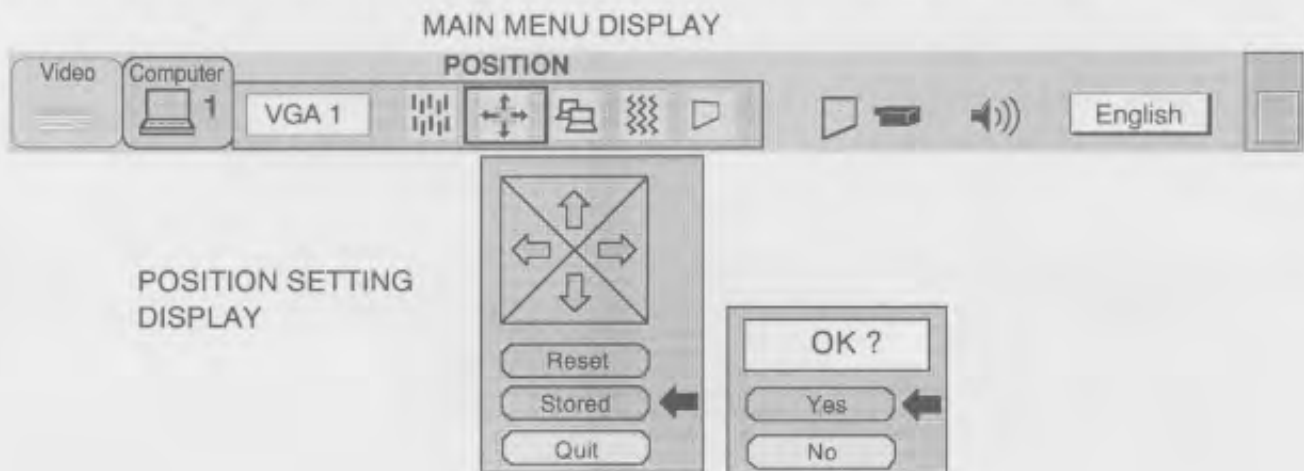 MAIN MENU DISPLAY
POSITION
Video
Computer
1
VGA 1
English
POSITION SETTING
DISPLAY
Reset
Stored
Quit
OK ?
Yes
No